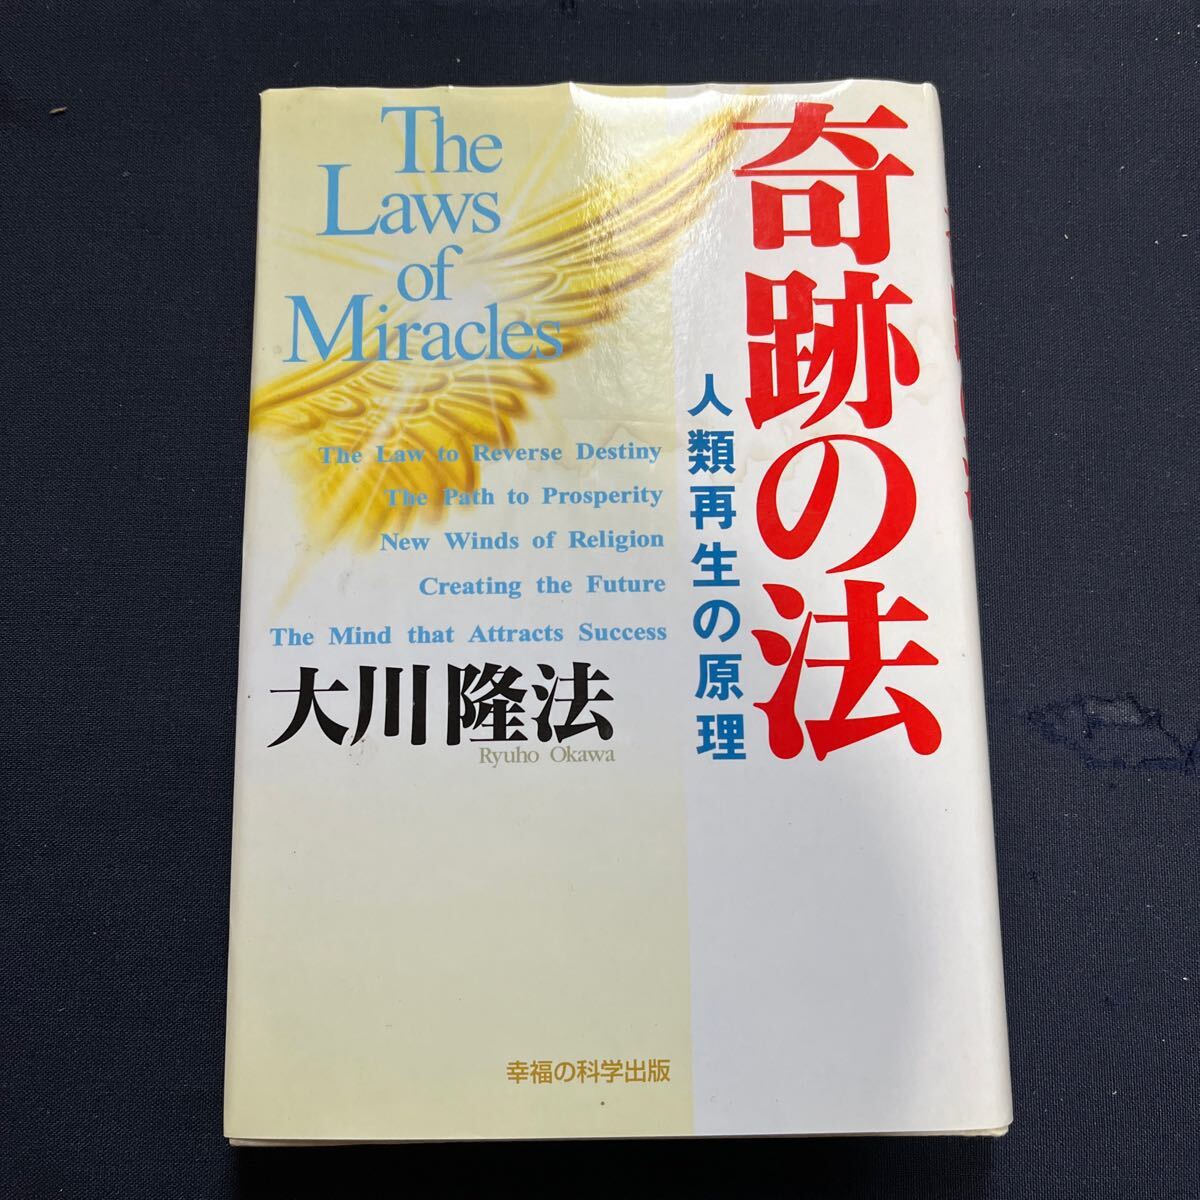 奇跡の法
人類再生の原理
The
Laws
of
Miracles
The Law to Reverse Destiny
The Path to Prosperity
New Winds of Religion
Creating the Future
The Mind that Attracts Success
大川隆法
Ryuho Okawa
幸福の科学出版